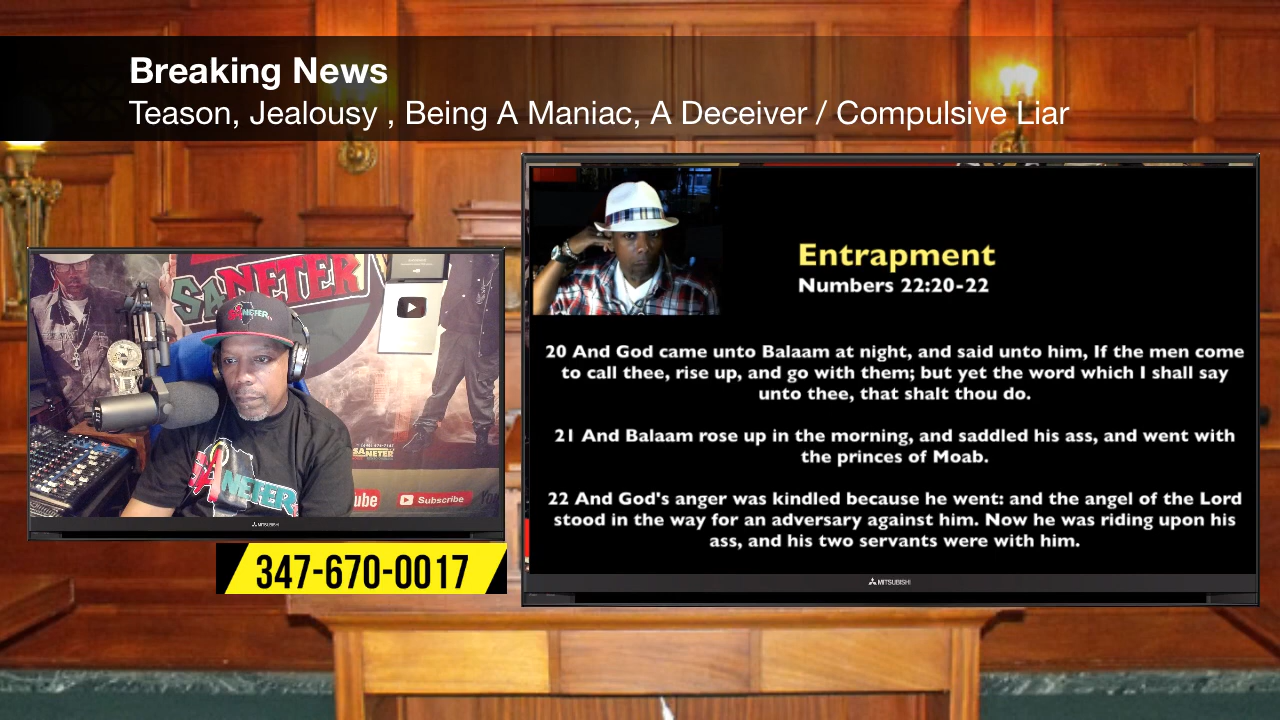 Breaking News
Teason, Jealousy , Being A Maniac, A Deceiver / Compulsive Liar
Entrapment
Numbers 22:20-22
20 And God came unto Balaam at night, and said unto him, If the men come
to call thee, rise up, and go with them; but yet the word which I shall say
unto thee, that shalt thou do.
21 And Balaam rose up in the morning, and saddled his ass, and went with
the princes of Moab.
22 And God's anger was kindled because he went: and the angel of the Lord
stood in the way for an adversary against him. Now he was riding upon his
ass, and his two servants were with him.
MITSUBISHI
SANETER
SANETER
SANETER
SANETER
ube
Subscribe
MITSUBISHI
347-670-0017